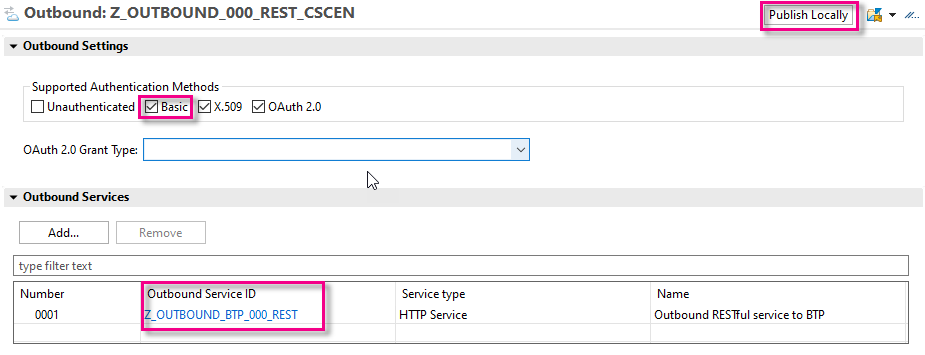 Outbound: Z_OUTBOUND_000_REST_CSCEN
Publish Locally
Outbound Settings
Supported Authentication Methods
Unauthenticated Basic X.509 OAuth 2.0
OAuth 2.0 Grant Type:
Outbound Services
Add... Remove
type filter text
Number Outbound Service ID Service type Name
0001 Z_OUTBOUND_BTP_000_REST HTTP Service Outbound RESTful service to BTP